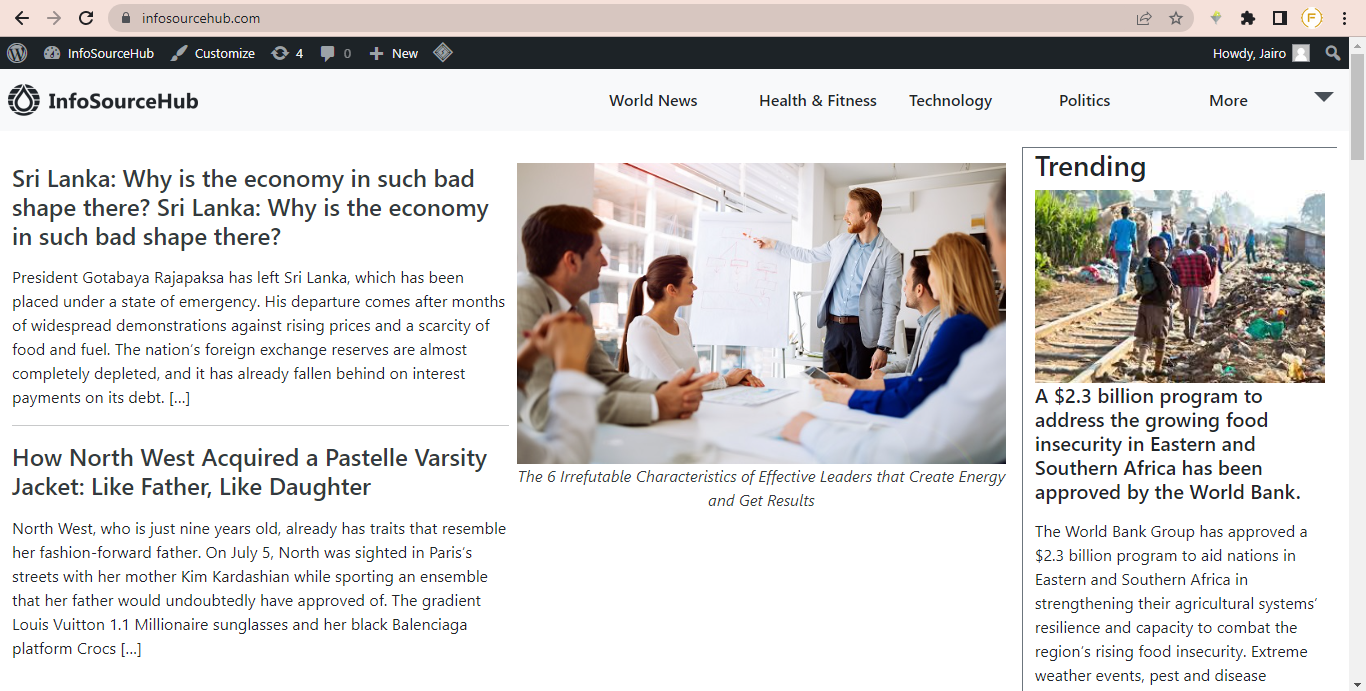 infosourcehub.com
F
InfoSourceHub
Customize
4
0
New
Howdy, Jairo
InfoSourceHub
World News
Health & Fitness
Technology
Politics
More
Sri Lanka: Why is the economy in such bad
shape there? Sri Lanka: Why is the economy
in such bad shape there?
President Gotabaya Rajapaksa has left Sri Lanka, which has been
placed under a state of emergency. His departure comes after months
of widespread demonstrations against rising prices and a scarcity of
food and fuel. The nation’s foreign exchange reserves are almost
completely depleted, and it has already fallen behind on interest
payments on its debt. […]
How North West Acquired a Pastelle Varsity
Jacket: Like Father, Like Daughter
North West, who is just nine years old, already has traits that resemble
her fashion-forward father. On July 5, North was sighted in Paris’s
streets with her mother Kim Kardashian while sporting an ensemble
that her father would undoubtedly have approved of. The gradient
Louis Vuitton 1.1 Millionaire sunglasses and her black Balenciaga
platform Crocs […]
The 6 Irrefutable Characteristics of Effective Leaders that Create Energy
and Get Results
Trending
A $2.3 billion program to
address the growing food
insecurity in Eastern and
Southern Africa has been
approved by the World Bank.
The World Bank Group has approved a
$2.3 billion program to aid nations in
Eastern and Southern Africa in
strengthening their agricultural systems’
resilience and capacity to combat the
region’s rising food insecurity. Extreme
weather events, pest and disease